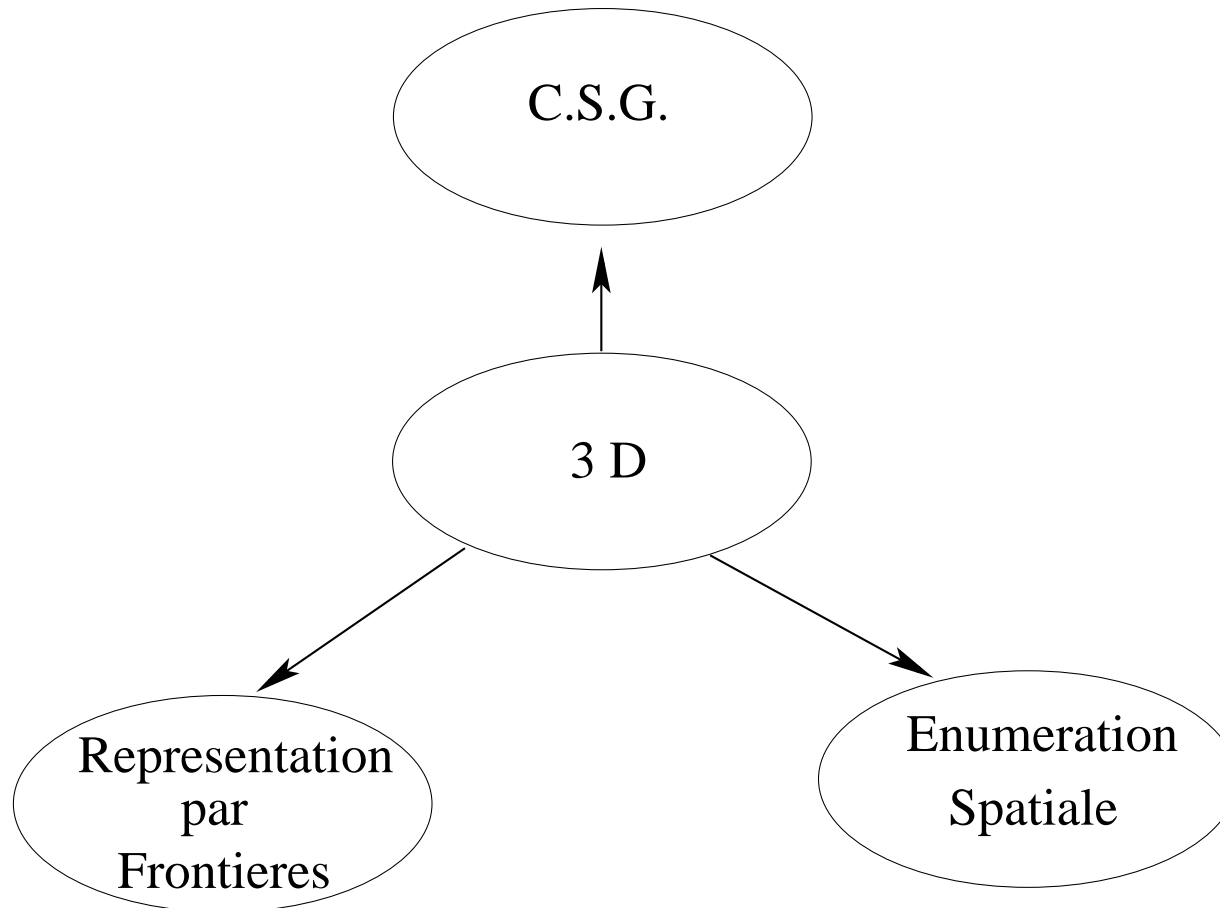 C.S.G.
3 D
Representation
par
Frontieres
Enumeration
Spatiale